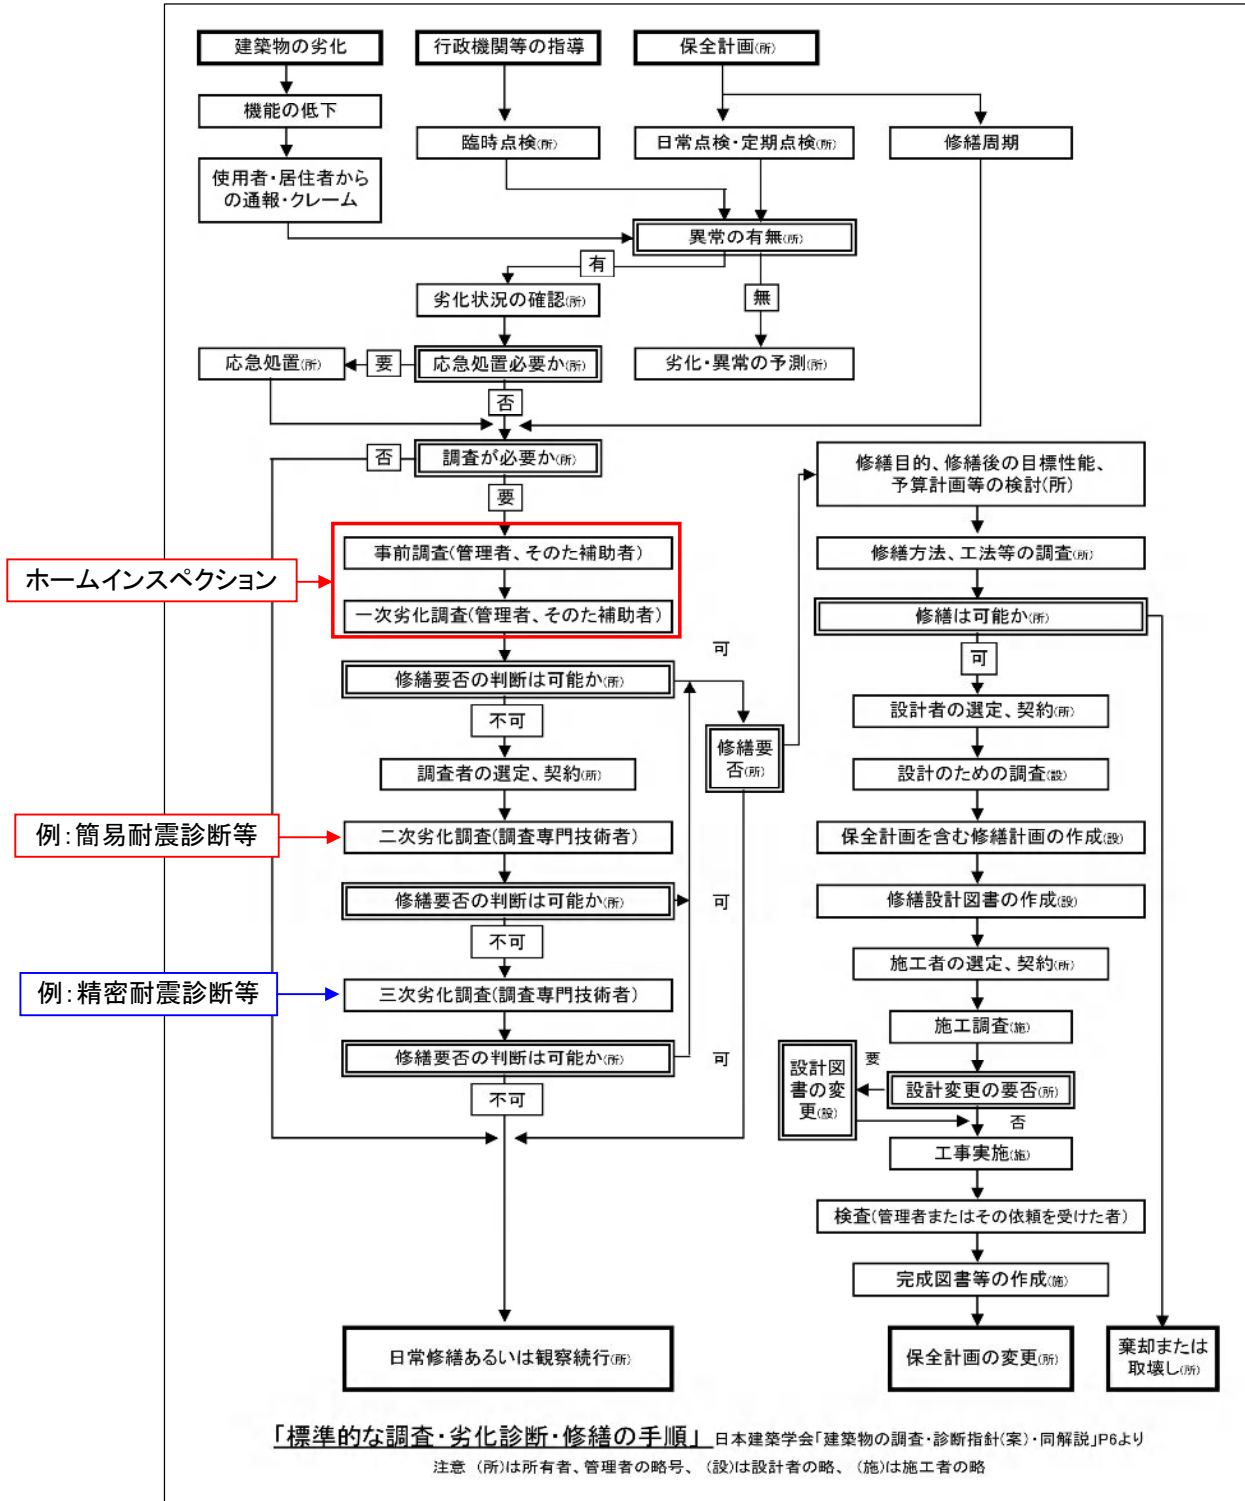 建築物の劣化
行政機関等の指導
保全計画(所)
機能の低下
臨時点検(所)
日常点検・定期点検(所)
修繕周期
使用者・居住者から
の通報・クレーム
異常の有無(所)
有
無
劣化状況の確認(所)
応急処置(所)
要
応急処置必要か(所)
劣化・異常の予測(所)
否
否
調査が必要か(所)
要
修繕目的、修繕後の目標性能、
予算計画等の検討(所)
ホームインスペクション
事前調査(管理者、そのた補助者)
一次劣化調査(管理者、そのた補助者)
修繕方法、工法等の調査(所)
修繕は可能か(所)
可
可
修繕要否の判断は可能か(所)
不可
修繕要
否(所)
設計者の選定、契約(所)
調査者の選定、契約(所)
設計のための調査(設)
例:簡易耐震診断等
二次劣化調査(調査専門技術者)
保全計画を含む修繕計画の作成(設)
修繕要否の判断は可能か(所)
可
修繕設計図書の作成(設)
不可
施工者の選定、契約(所)
例:精密耐震診断等
三次劣化調査(調査専門技術者)
施工調査(施)
修繕要否の判断は可能か(所)
可
設計図
書の変
更(設)
要
設計変更の要否(所)
不可
否
工事実施(施)
検査(管理者またはその依頼を受けた者)
完成図書等の作成(施)
日常修繕あるいは観察続行(所)
保全計画の変更(所)
棄却または
取壊し(所)
「標準的な調査・劣化診断・修繕の手順」 日本建築学会「建築物の調査・診断指針(案)・同解説」P6より
注意 (所)は所有者、管理者の略号、 (設)は設計者の略、 (施)は施工者の略